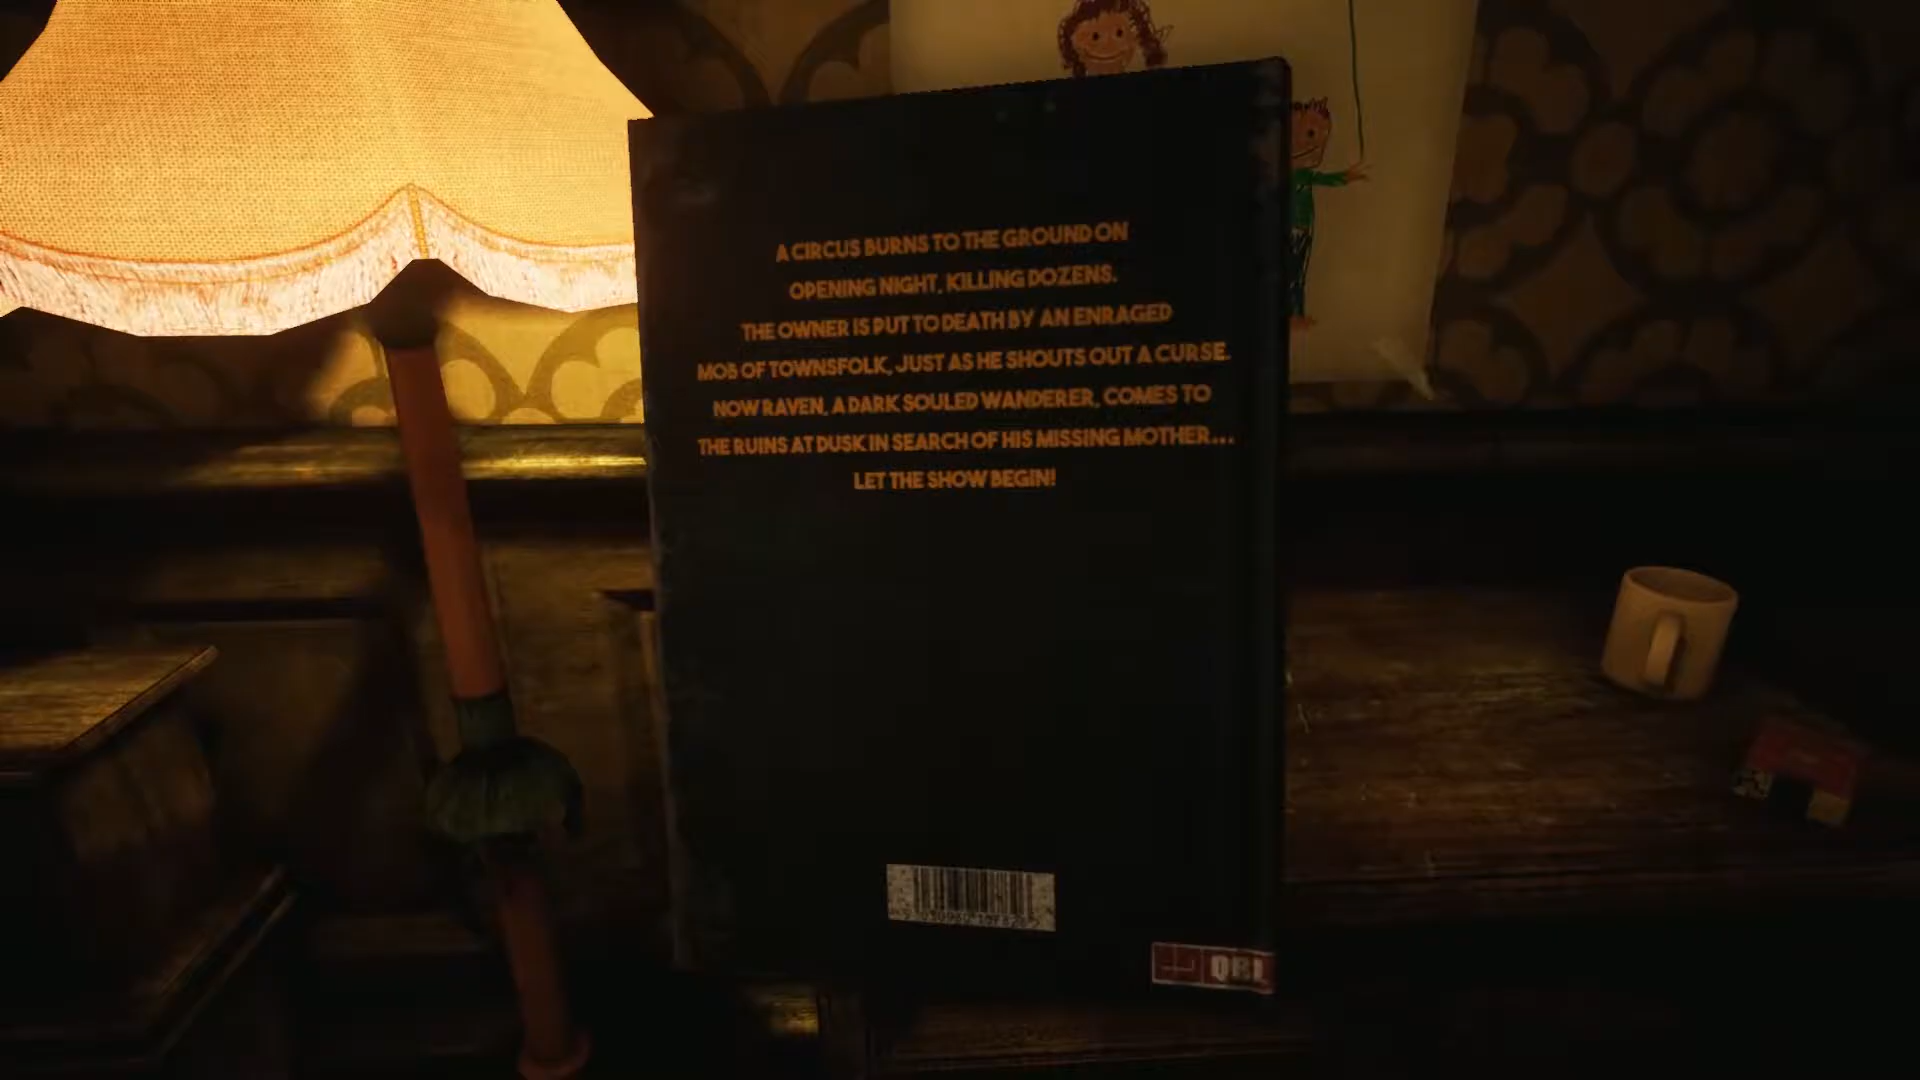 A CIRCUS BURNS TO THE GROUND ON
OPENING NIGHT, KILLING DOZENS.
THE OWNER IS PUT TO DEATH BY AN ENRAGED
MOB OF TOWNSFOLK, JUST AS HE SHOUTS OUT A CURSE.
NOW RAVEN, A DARK SOULED WANDERER, COMES TO
THE RUINS AT DUSK IN SEARCH OF HIS MISSING MOTHER...
LET THE SHOW BEGIN!